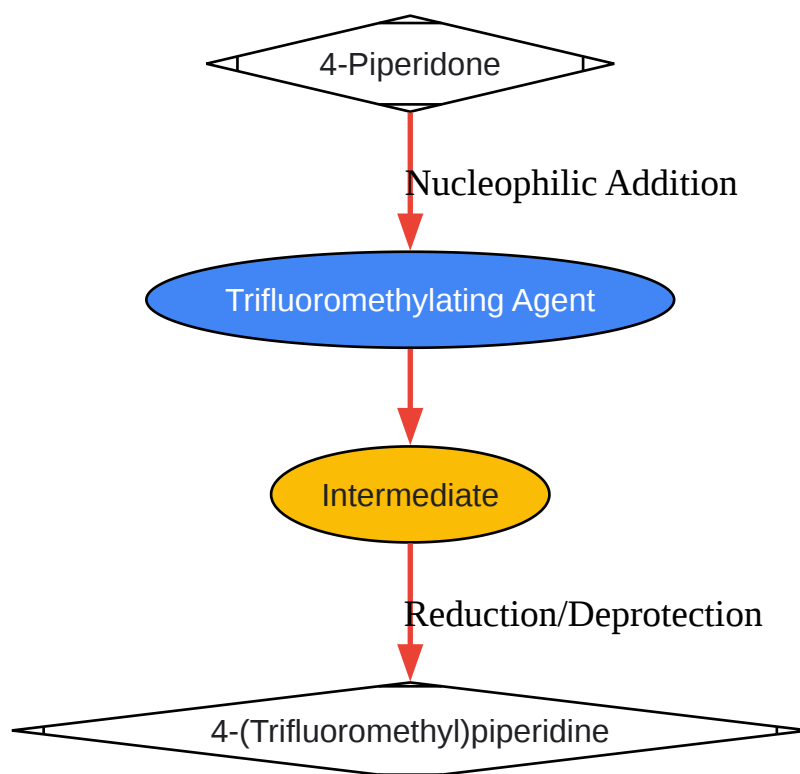 4-Piperidone
Nucleophilic Addition
Trifluoromethylating Agent
Intermediate
Reduction/Deprotection
4-(Trifluoromethyl)piperidine